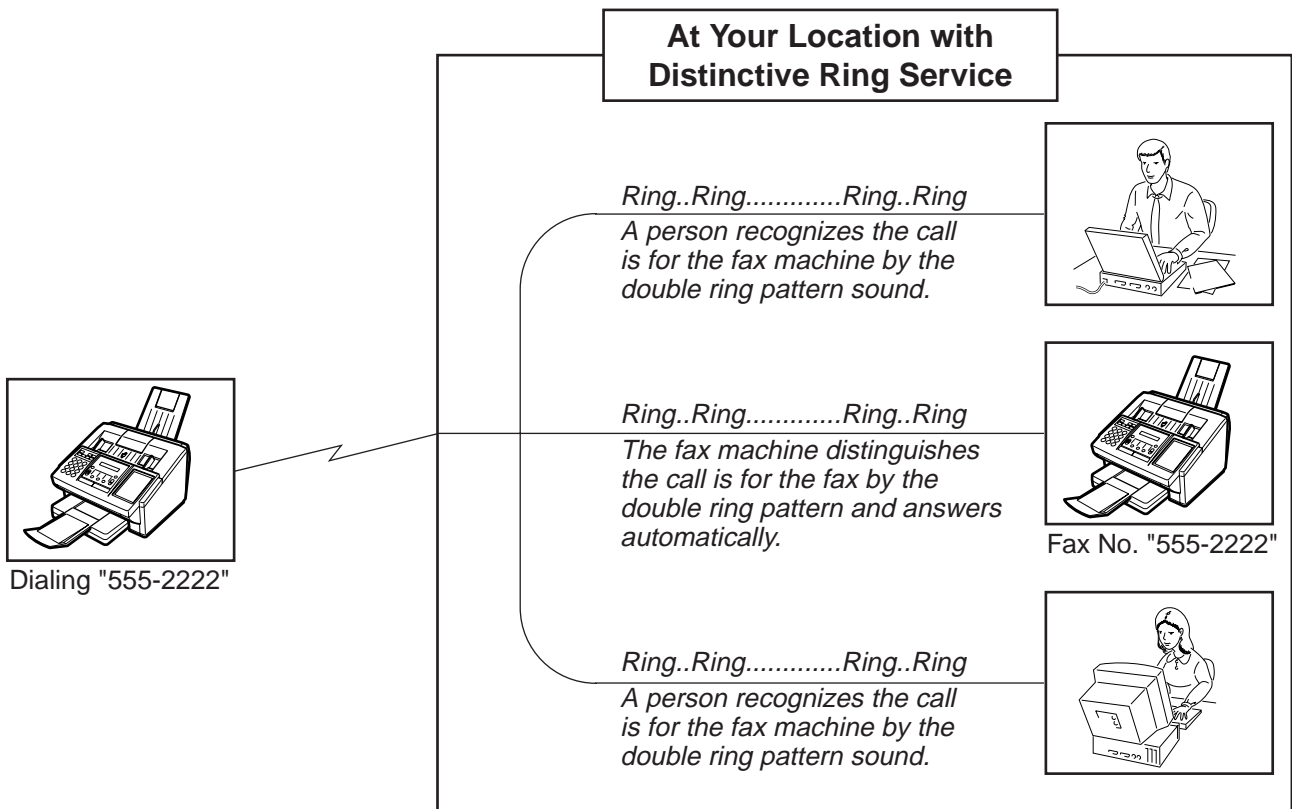 At Your Location with
Distinctive Ring Service
Ring..Ring.............Ring..Ring
A person recognizes the call
is for the fax machine by the
double ring pattern sound.
Ring..Ring.............Ring..Ring
The fax machine distinguishes
the call is for the fax by the
double ring pattern and answers
automatically.
Fax No. "555-2222"
Dialing "555-2222"
Ring..Ring.............Ring..Ring
A person recognizes the call
is for the fax machine by the
double ring pattern sound.